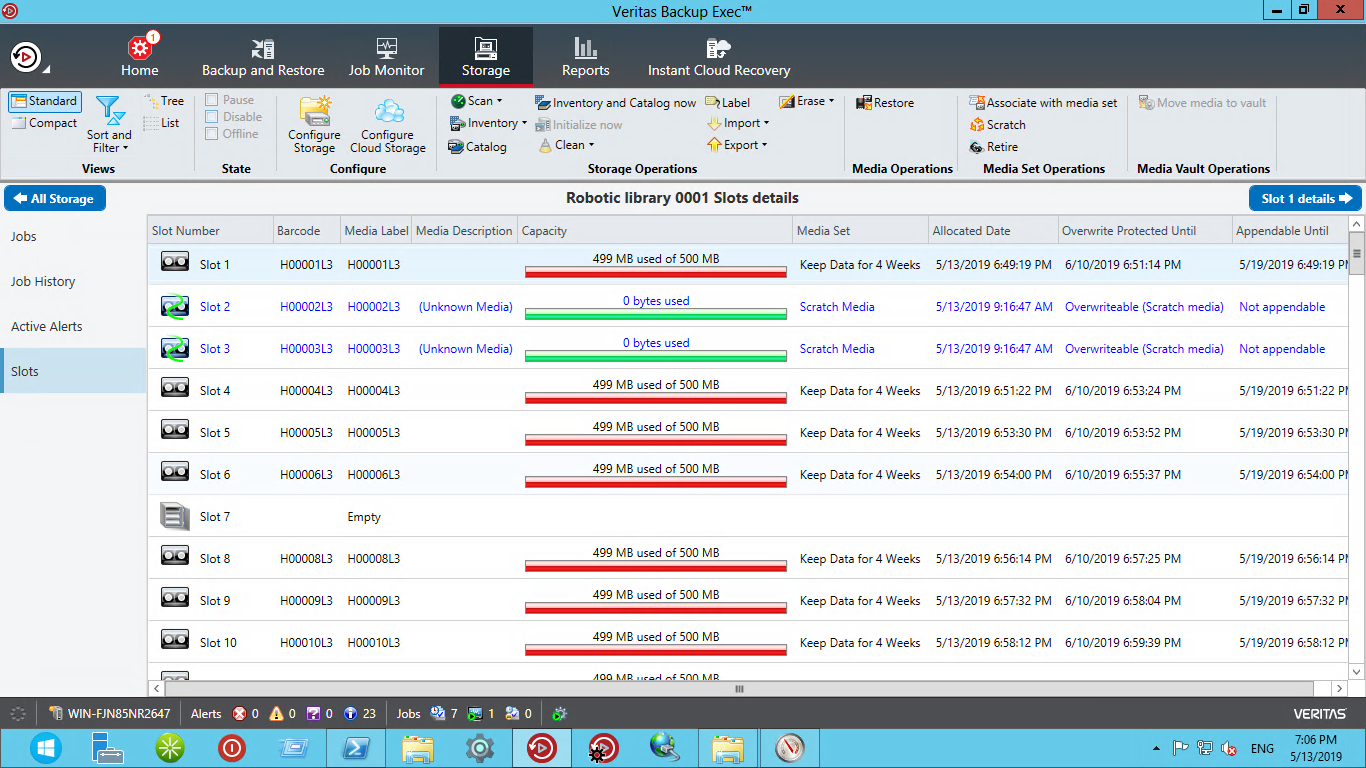 Veritas Backup Exec™
1
Home
Backup and Restore
Job Monitor
Storage
Reports
Instant Cloud Recovery
Standard
Compact
Sort and Filter
Tree
List
Views
Pause
Disable
Offline
State
Configure Storage
Configure Cloud Storage
Configure
Scan
Inventory
Catalog
Inventory and Catalog now
Initialize now
Clean
Label
Import
Export
Erase
Storage Operations
Restore
Media Operations
Associate with media set
Scratch
Retire
Media Set Operations
Move media to vault
Media Vault Operations
All Storage
Robotic library 0001 Slots details
Slot 1 details
Jobs
Job History
Active Alerts
Slots
Slot Number Barcode Media Label Media Description Capacity Media Set Allocated Date Overwrite Protected Until Appendable Until
Slot 1 H00001L3 H00001L3 499 MB used of 500 MB Keep Data for 4 Weeks 5/13/2019 6:49:19 PM 6/10/2019 6:51:14 PM 5/19/2019 6:49:19 PM
Slot 2 H00002L3 H00002L3 (Unknown Media) 0 bytes used Scratch Media 5/13/2019 9:16:47 AM Overwriteable (Scratch media) Not appendable
Slot 3 H00003L3 H00003L3 (Unknown Media) 0 bytes used Scratch Media 5/13/2019 9:16:47 AM Overwriteable (Scratch media) Not appendable
Slot 4 H00004L3 H00004L3 499 MB used of 500 MB Keep Data for 4 Weeks 5/13/2019 6:51:22 PM 6/10/2019 6:53:24 PM 5/19/2019 6:51:22 PM
Slot 5 H00005L3 H00005L3 499 MB used of 500 MB Keep Data for 4 Weeks 5/13/2019 6:53:30 PM 6/10/2019 6:53:52 PM 5/19/2019 6:53:30 PM
Slot 6 H00006L3 H00006L3 499 MB used of 500 MB Keep Data for 4 Weeks 5/13/2019 6:54:00 PM 6/10/2019 6:55:37 PM 5/19/2019 6:54:00 PM
Slot 7 Empty
Slot 8 H00008L3 H00008L3 499 MB used of 500 MB Keep Data for 4 Weeks 5/13/2019 6:56:14 PM 6/10/2019 6:57:25 PM 5/19/2019 6:56:14 PM
Slot 9 H00009L3 H00009L3 499 MB used of 500 MB Keep Data for 4 Weeks 5/13/2019 6:57:32 PM 6/10/2019 6:58:04 PM 5/19/2019 6:57:32 PM
Slot 10 H00010L3 H00010L3 499 MB used of 500 MB Keep Data for 4 Weeks 5/13/2019 6:58:12 PM 6/10/2019 6:59:39 PM 5/19/2019 6:58:12 PM
499 MB used of 500 MB
WIN-FJN85NR2647 Alerts 0 0 0 23 Jobs 7 1 0 VERITAS
ENG
7:06 PM
5/13/2019